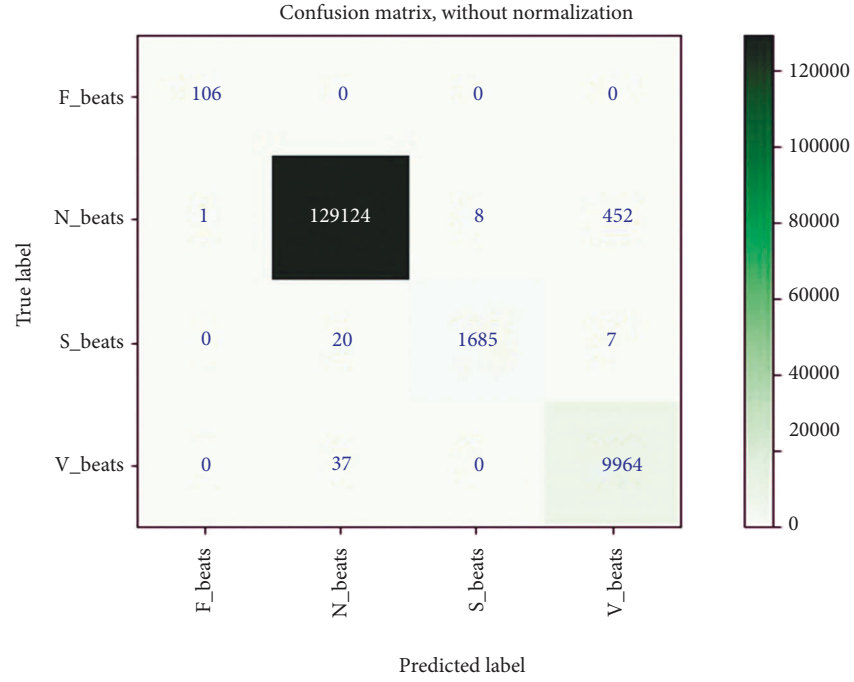 Confusion matrix, without normalization
F_beats 106 0 0 0
N_beats 1 129124 8 452
S_beats 0 20 1685 7
V_beats 0 37 0 9964
F_beats N_beats S_beats V_beats
True label
Predicted label
120000
100000
80000
60000
40000
20000
0